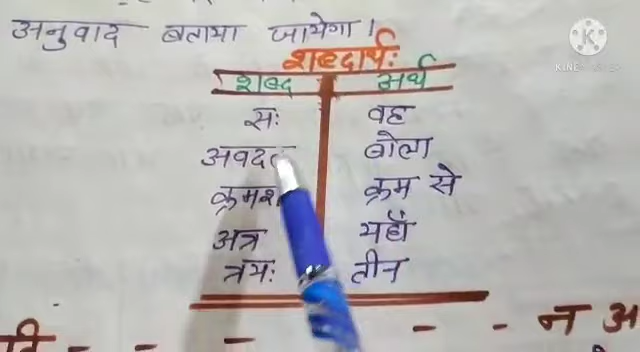 अनुवाद बताया जायेगा।
शब्दार्थ:
शब्द अर्थ
सः वह
अवदत् बोला
क्रमशः क्रम से
अत्र यहाँ
त्रयः तीन
- - - - - न अ